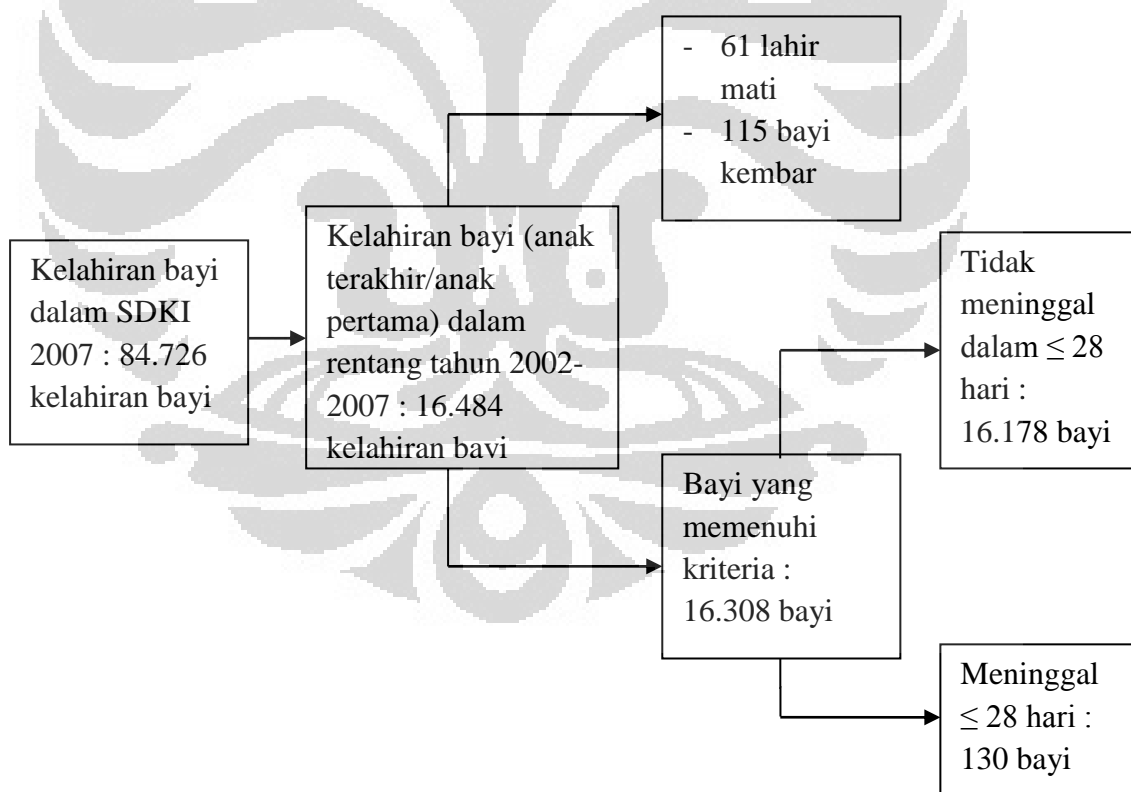 Kelahiran bayi
dalam SDKI
2007 : 84.726
kelahiran bayi
Kelahiran bayi (anak
terakhir/anak
pertama) dalam
rentang tahun 2002-
2007 : 16.484
kelahiran bayi
- 61 lahir
mati
- 115 bayi
kembar
Bayi yang
memenuhi
kriteria :
16.308 bayi
Tidak
meninggal
dalam ≤ 28
hari :
16.178 bayi
Meninggal
≤ 28 hari :
130 bayi